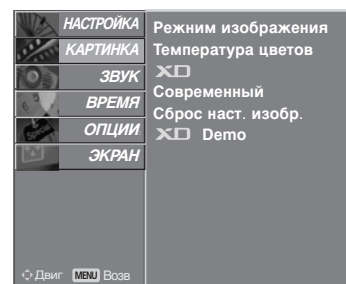 НАСТРОЙКА
КАРТИНКА
ЗВУК
ВРЕМЯ
ОПЦИИ
ЭКРАН
Режним изображения
Температура цветов
XD
Современный
Сброс наст. изобр.
XD Demo
Двиг MENU Возв